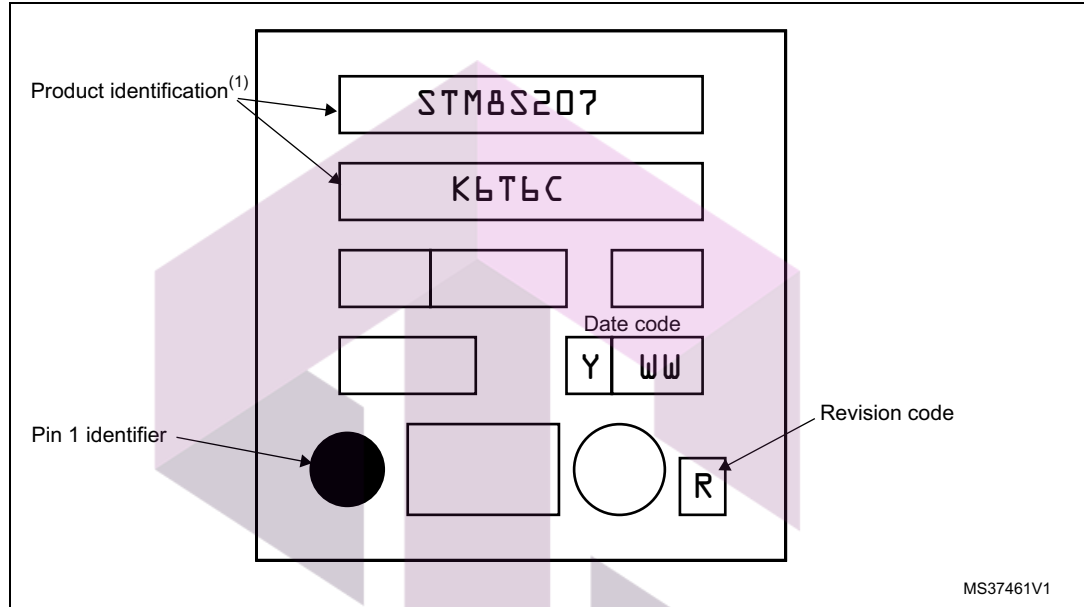 Product identification(1)
STM8S207
K6T6C
Date code
Y WW
Revision code
Pin 1 identifier
R
MS37461V1